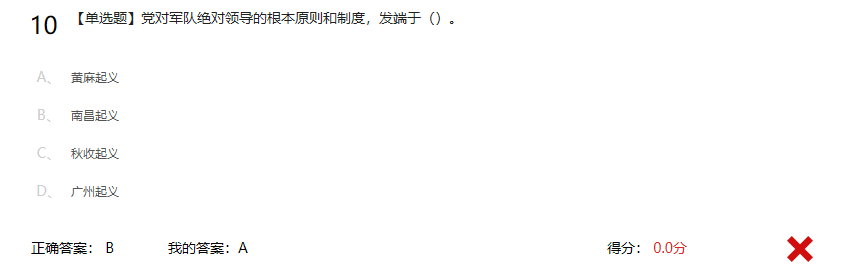 10 【单选题】党对军队绝对领导的根本原则和制度，发端于（）。
A、 黄麻起义
B、 南昌起义
C、 秋收起义
D、 广州起义
正确答案： B 我的答案：A 得分： 0.0分